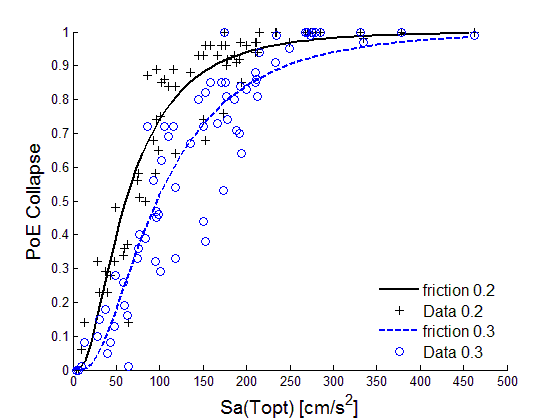 1
0.9
0.8
0.7
0.6
0.5
0.4
0.3
0.2
0.1
0
PoE Collapse
friction 0.2
Data 0.2
friction 0.3
Data 0.3
0 50 100 150 200 250 300 350 400 450 500
Sa(Topt) [cm/s²]